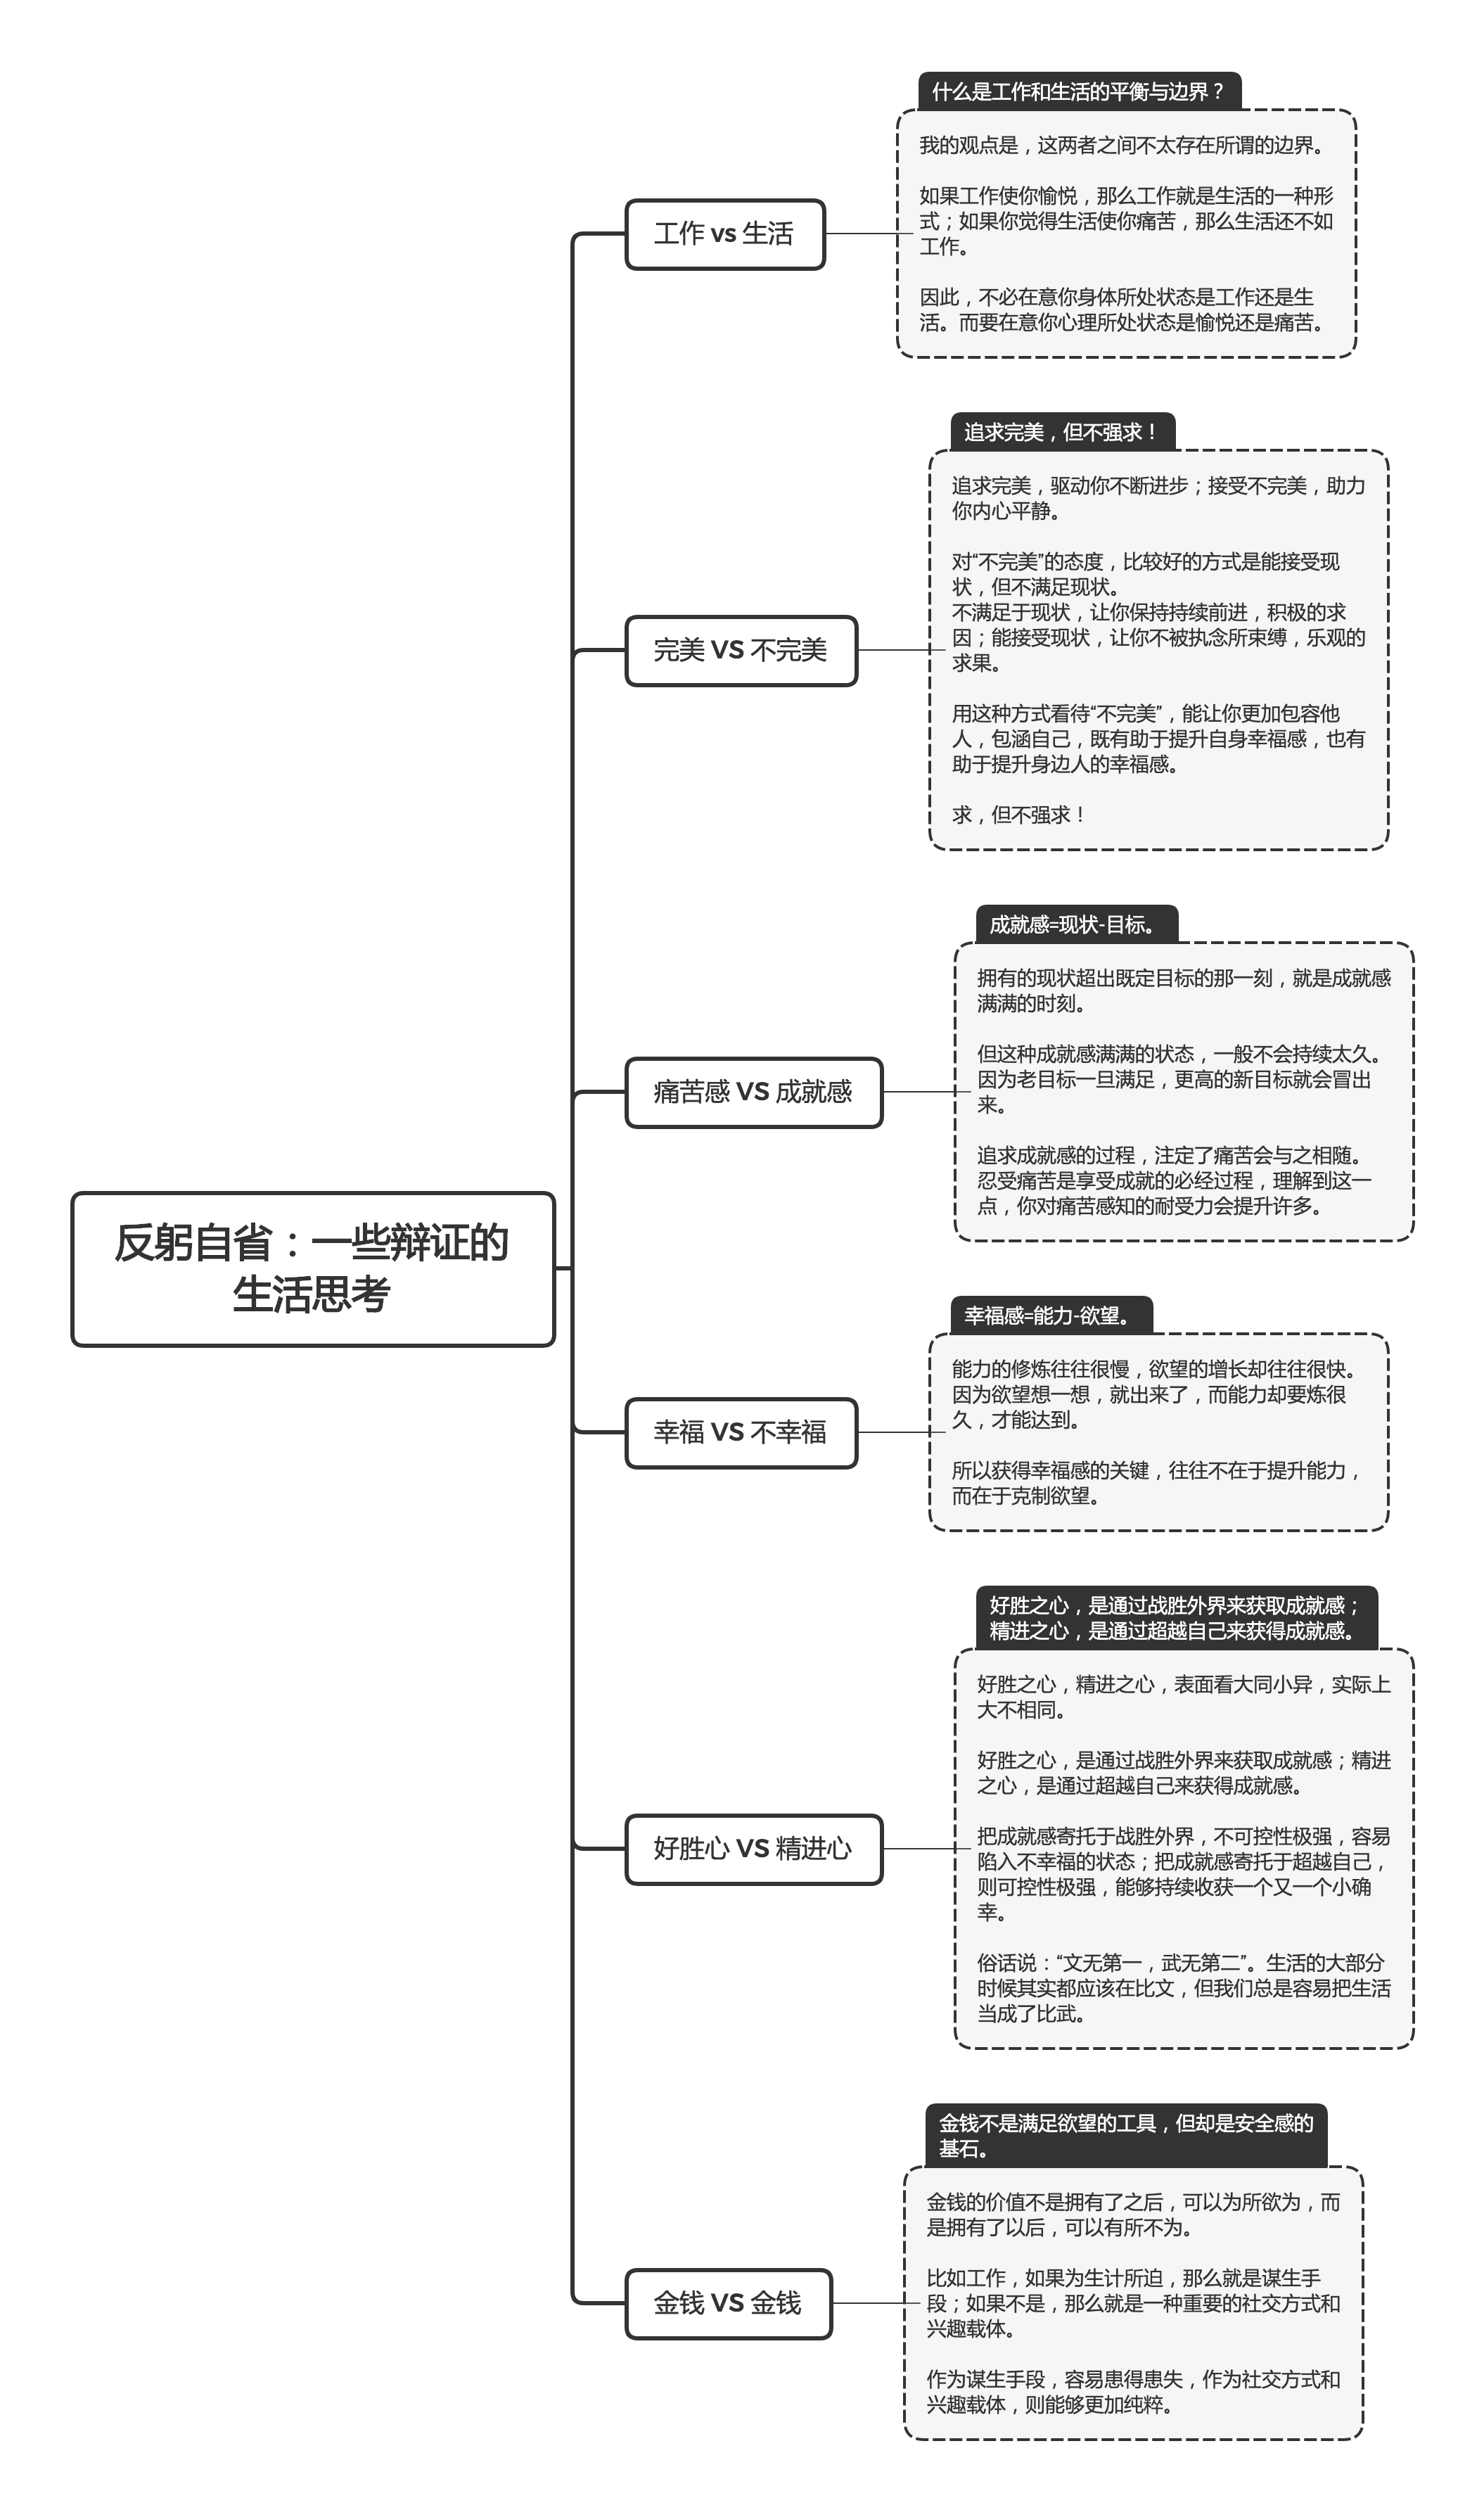 反躬自省：一些辩证的
生活思考
工作 vs 生活
什么是工作和生活的平衡与边界？
我的观点是，这两者之间不太存在所谓的边界。
如果工作使你愉悦，那么工作就是生活的一种形
式；如果你觉得生活使你痛苦，那么生活还不如
工作。
因此，不必在意你身体所处状态是工作还是生
活。而要在意你心理所处状态是愉悦还是痛苦。
完美 VS 不完美
追求完美，但不强求！
追求完美，驱动你不断进步；接受不完美，助力
你内心平静。
对“不完美”的态度，比较好的方式是能接受现
状，但不满足现状。
不满足于现状，让你保持持续前进，积极的求
因；能接受现状，让你不被执念所束缚，乐观的
求果。
用这种方式看待“不完美”，能让你更加包容他
人，包涵自己，既有助于提升自身幸福感，也有
助于提升身边人的幸福感。
求，但不强求！
痛苦感 VS 成就感
成就感=现状-目标。
拥有的现状超出既定目标的那一刻，就是成就感
满满的时刻。
但这种成就感满满的状态，一般不会持续太久。
因为老目标一旦满足，更高的新目标就会冒出
来。
追求成就感的过程，注定了痛苦会与之相随。
忍受痛苦是享受成就的必经过程，理解到这一
点，你对痛苦感知的耐受力会提升许多。
幸福 VS 不幸福
幸福感=能力-欲望。
能力的修炼往往很慢，欲望的增长却往往很快。
因为欲望想一想，就出来了，而能力却要炼很
久，才能达到。
所以获得幸福感的关键，往往不在于提升能力，
而在于克制欲望。
好胜心 VS 精进心
好胜之心，是通过战胜外界来获取成就感；
精进之心，是通过超越自己来获得成就感。
好胜之心，精进之心，表面看大同小异，实际上
大不相同。
好胜之心，是通过战胜外界来获取成就感；精进
之心，是通过超越自己来获得成就感。
把成就感寄托于战胜外界，不可控性极强，容易
陷入不幸福的状态；把成就感寄托于超越自己，
则可控性极强，能够持续收获一个又一个小确
幸。
俗话说：“文无第一，武无第二”。生活的大部分
时候其实都应该在比文，但我们总是容易把生活
当成了比武。
金钱 VS 金钱
金钱不是满足欲望的工具，但却是安全感的
基石。
金钱的价值不是拥有了之后，可以为所欲为，而
是拥有了以后，可以有所不为。
比如工作，如果为生计所迫，那么就是谋生手
段；如果不是，那么就是一种重要的社交方式和
兴趣载体。
作为谋生手段，容易患得患失，作为社交方式和
兴趣载体，则能够更加纯粹。